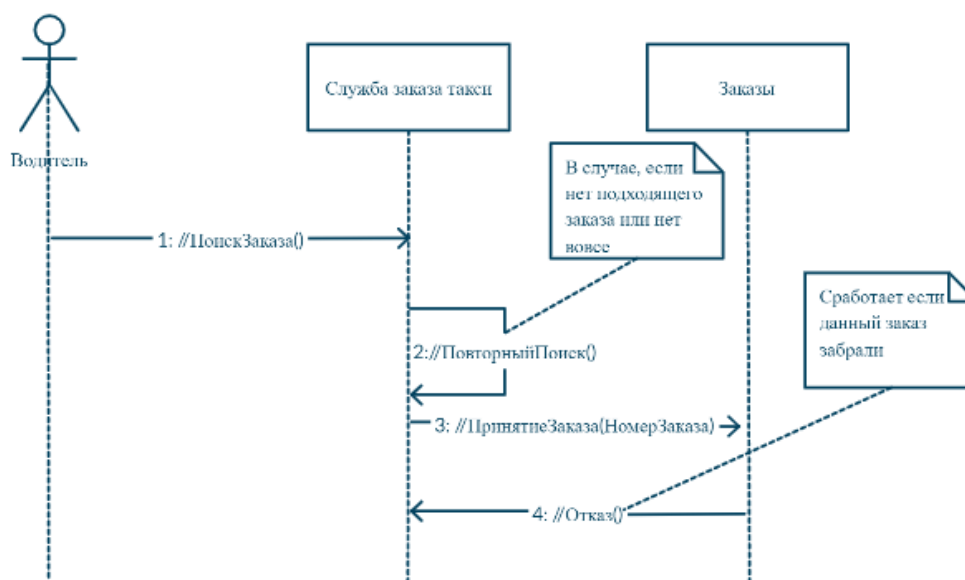 Служба заказа такси
Заказы
Водитель
В случае, если
нет подходящего
заказа или нет
вовсе
1: //ПоискЗаказа()
Сработает если
данный заказ
забрали
2://ПовторныйПоиск()
3: //ПринятиеЗаказа(НомерЗаказа)
4: //Отказ()